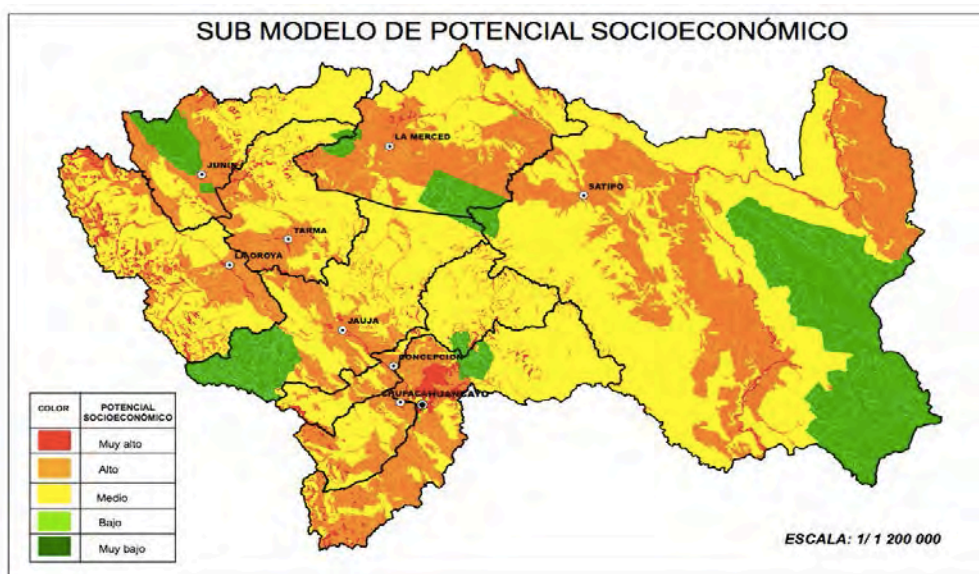 SUB MODELO DE POTENCIAL SOCIOECONÓMICO
LA MERCED
JUNIN
SATIPO
TARMA
LA OROYA
JAUJA
CONCEPCION
CHUPACA
HUANCAYO
COLOR
POTENCIAL
SOCIOECONÓMICO
Muy alto
Alto
Medio
Bajo
Muy bajo
ESCALA: 1/ 1 200 000